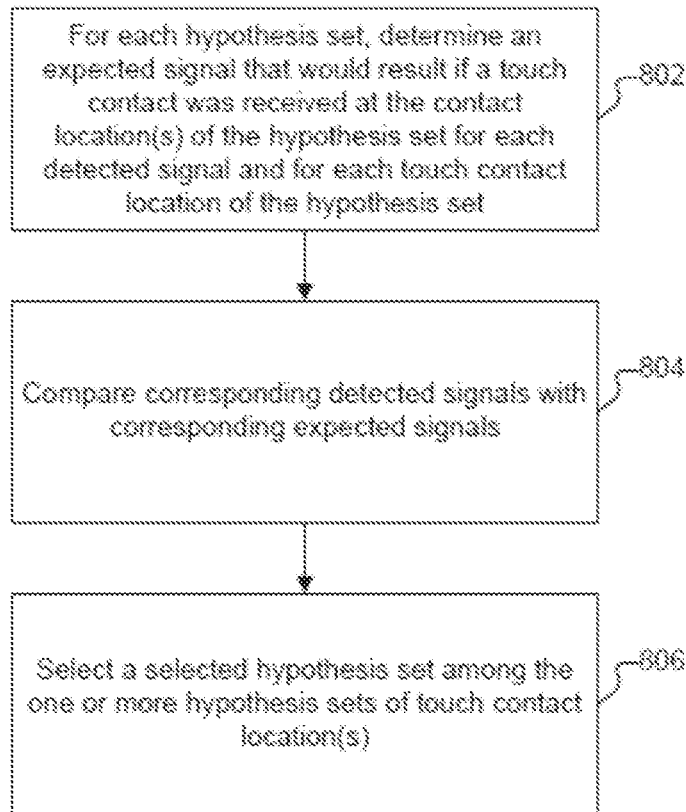 For each hypothesis set, determine an
expected signal that would result if a touch
contact was received at the contact
location(s) of the hypothesis set for each
detected signal and for each touch contact
location of the hypothesis set
802
Compare corresponding detected signals with
corresponding expected signals
804
Select a selected hypothesis set among the
one or more hypothesis sets of touch contact
location(s)
806